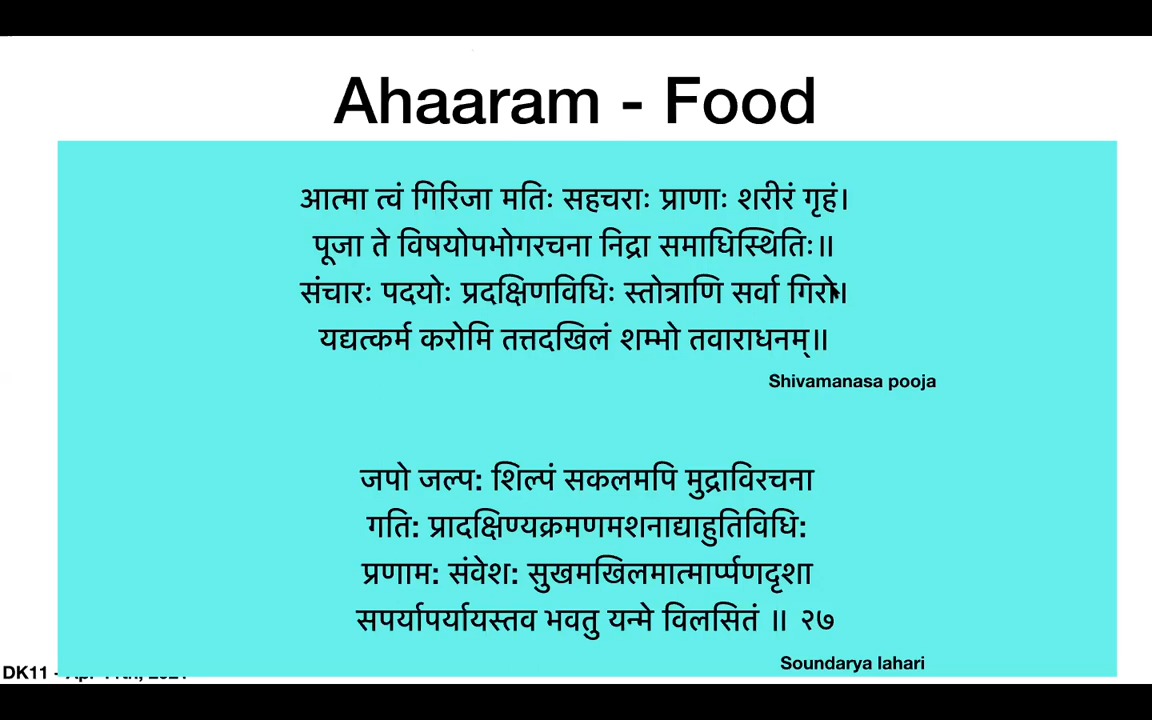 Ahaaram - Food
आत्मा त्वं गिरिजा मतिः सहचराः प्राणाः शरीरं गृहं।
पूजा ते विषयोपभोगरचना निद्रा समाधिस्थितिः॥
संचारः पदयोः प्रदक्षिणविधिः स्तोत्राणि सर्वा गिरो।
यद्यत्कर्म करोमि तत्तदखिलं शम्भो तवाराधनम्॥
Shivamanasa pooja
जपो जल्प: शिल्पं सकलमपि मुद्राविरचना
गति: प्रादक्षिण्यक्रमणमशनाद्याहुतिविधि:
प्रणाम: संवेश: सुखमखिलमात्मार्प्पणदृशा
सपर्यापर्यायस्तव भवतु यन्मे विलसितं ॥ २७
Soundarya lahari
DK11 -